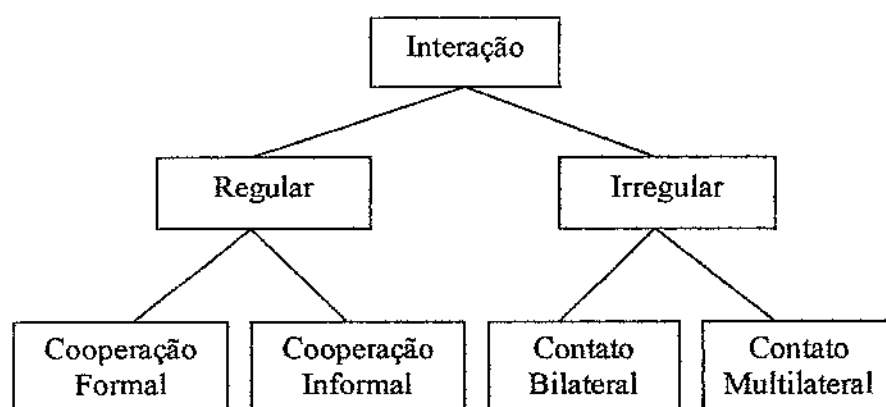 Interação
Regular
Irregular
Cooperação
Formal
Cooperação
Informal
Contato
Bilateral
Contato
Multilateral